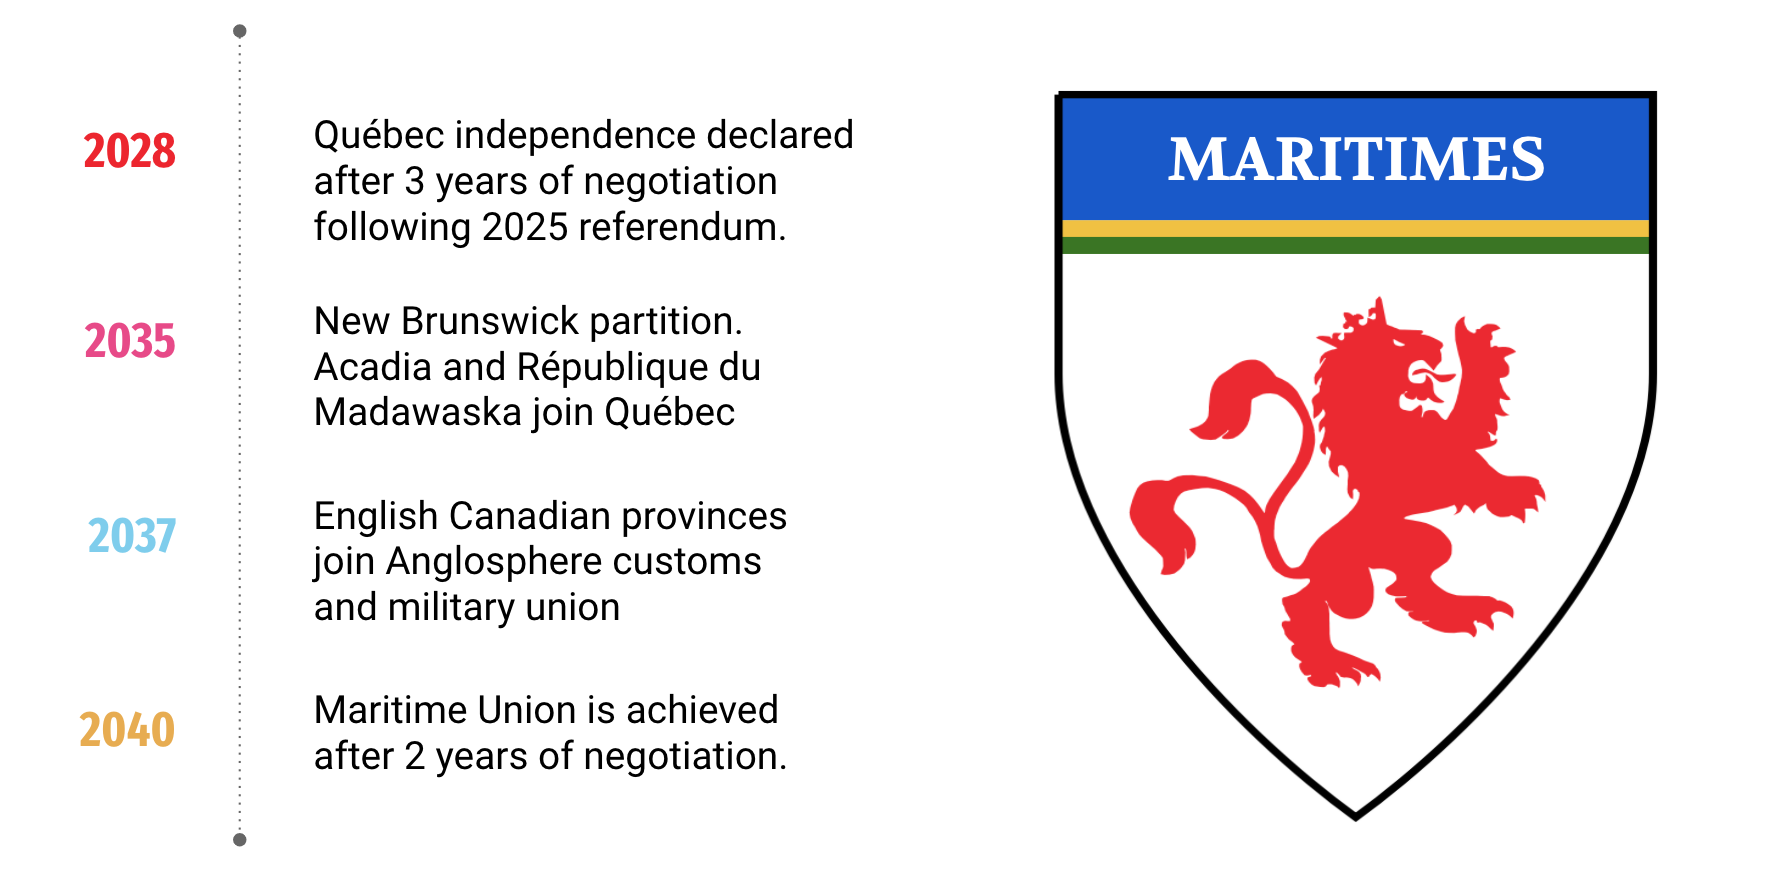 2028
Québec independence declared
after 3 years of negotiation
following 2025 referendum.
2035
New Brunswick partition.
Acadia and République du
Madawaska join Québec
2037
English Canadian provinces
join Anglosphere customs
and military union
2040
Maritime Union is achieved
after 2 years of negotiation.
MARITIMES